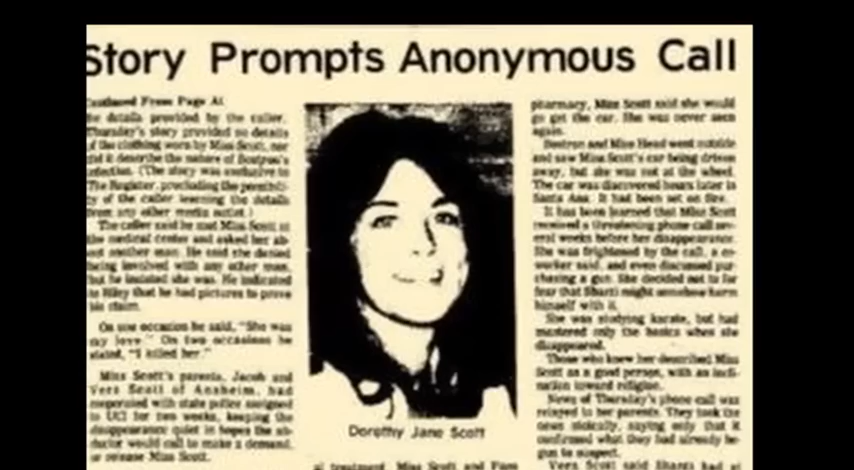 Story Prompts Anonymous Call
Continued From Page A1
the details provided by the caller.
Thursday's story provided no details
of the clothing worn by Miss Scott, nor
did it describe the nature of Bostron's
infection. (The story was exclusive to
The Register, precluding the possibili-
ty of the caller learning the details
from any other media outlet.)
The caller said he met Miss Scott at
the medical center and asked her ab-
out another man. He said she denied
being involved with any other man,
but he insisted she was. He indicated
to Riley that he had pictures to prove
his claim.
On one occasion he said, "She was
my love." On two occasions he
stated, "I killed her."
Miss Scott's parents, Jacob and
Vera Scott of Anaheim, had
cooperated with state police assigned
to UCI for two weeks, keeping the
disappearance quiet in hopes the ab-
ductor would call to make a demand
or release Miss Scott.
Dorothy Jane Scott
al treatment, Miss Scott and
pharmacy, Miss Scott said she would
go get the car. She was never seen
again.
Bostron and Miss Head went outside
and saw Miss Scott's car being driven
away, but she was not at the wheel.
The car was discovered hours later in
Santa Ana. It had been set on fire.
It has been learned that Miss Scott
received a threatening phone call sev-
eral weeks before her disappearance.
She was frightened by the call, a co-
worker said, and even discussed pur-
chasing a gun. She decided not to for
fear that Shanti might somehow harm
himself with it.
She was studying karate, but had
mastered only the basics when she
disappeared.
Those who knew her described Miss
Scott as a good person, with an incli-
nation toward religion.
News of Thursday's phone call was
relayed to her parents. They took the
news stoically, saying only that it
confirmed what they had already be-
gun to suspect.
Vera Scott said Shanti had